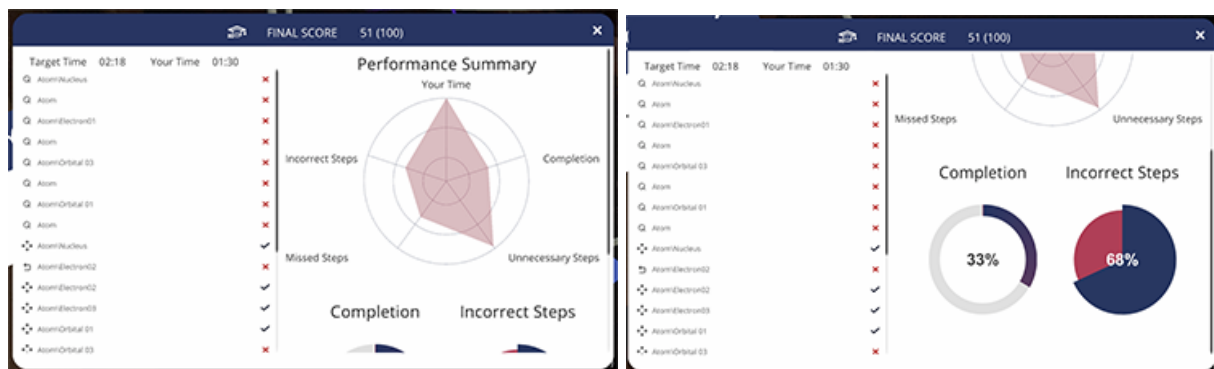 FINAL SCORE 51 (100)
Target Time 02:18 Your Time 01:30
Atom\Nucleus
Atom
Atom\Electron01
Atom
Atom\Orbital 03
Atom
Atom\Orbital 01
Atom
Atom\Nucleus
Atom\Electron02
Atom\Electron02
Atom\Electron03
Atom\Orbital 01
Atom\Orbital 03
Performance Summary
Your Time
Incorrect Steps
Completion
Missed Steps
Unnecessary Steps
Completion
Incorrect Steps
FINAL SCORE 51 (100)
Target Time 02:18 Your Time 01:30
Atom\Nucleus
Atom
Atom\Electron01
Atom
Atom\Orbital 03
Atom
Atom\Orbital 01
Atom
Atom\Nucleus
Atom\Electron02
Atom\Electron02
Atom\Electron03
Atom\Orbital 01
Atom\Orbital 03
Missed Steps
Unnecessary Steps
Completion
Incorrect Steps
33%
68%